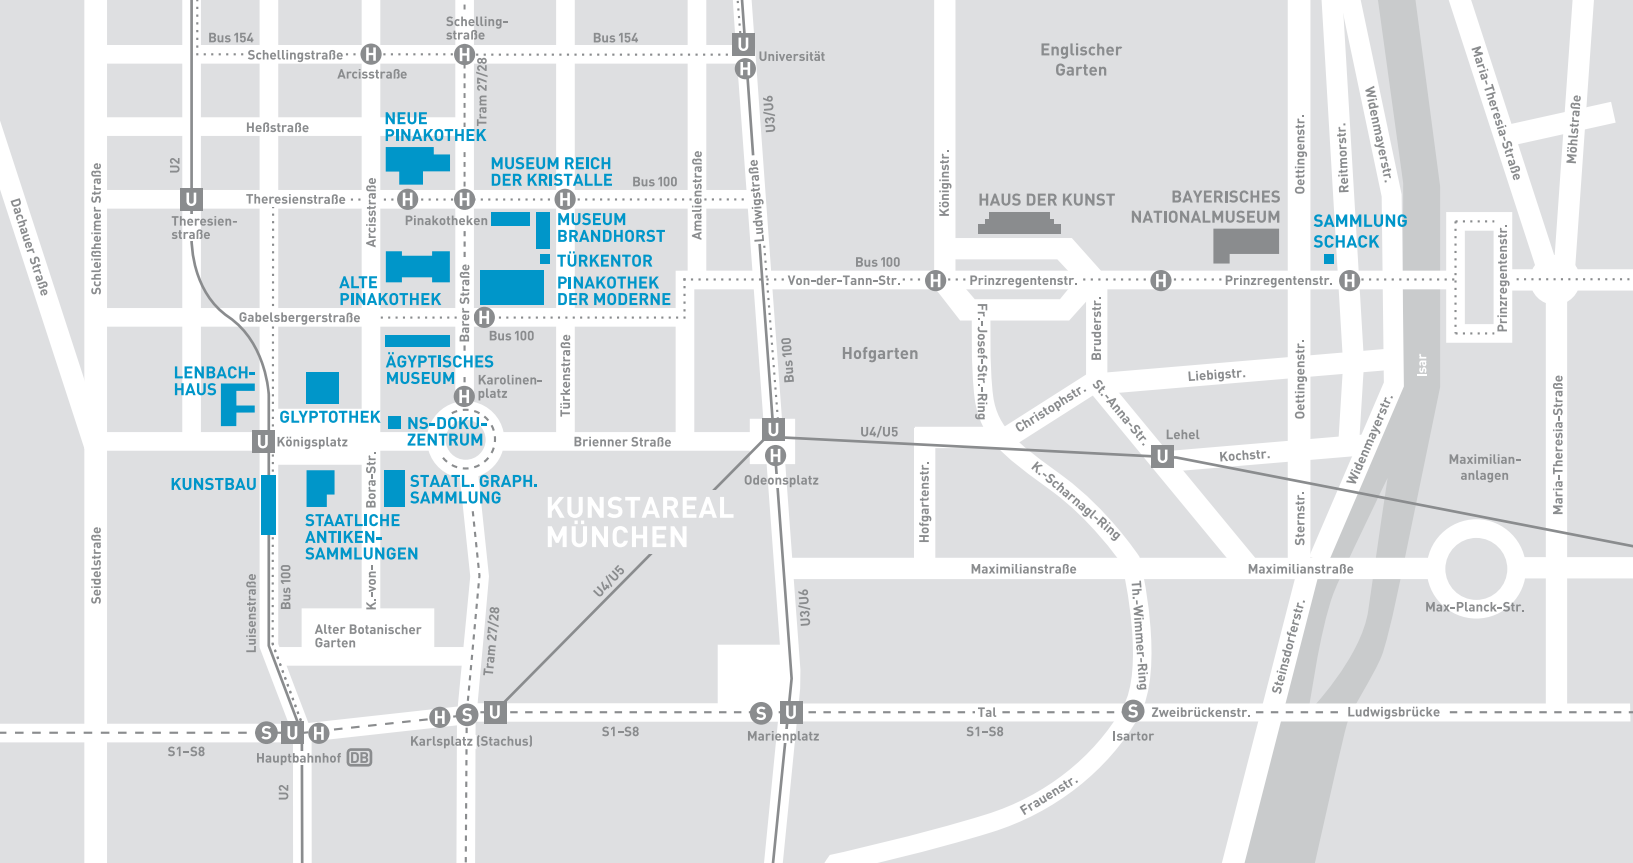 Schelling-
straße
Bus 154
Schellingstraße
H
Arcisstraße
H
Bus 154
U
Universität
H
Englischer
Garten
Tram 27/28
U3/U6
Widenmayerstr.
Maria-Theresia-Straße
Möhlstraße
Heßstraße
NEUE
PINAKOTHEK
Oettingenstr.
Reitmorstr.
U2
MUSEUM REICH
DER KRISTALLE
Bus 100
Königinstr.
U
Theresien-
straße
Theresienstraße
H
H
H
Pinakotheken
Schleißheimer Straße
Dachauer Straße
Arcisstraße
Amalienstraße
Ludwigstraße
HAUS DER KUNST
BAYERISCHES
NATIONALMUSEUM
SAMMLUNG
SCHACK
MUSEUM
BRANDHORST
TÜRKENTOR
PINAKOTHEK
DER MODERNE
ALTE
PINAKOTHEK
Barer Straße
Bus 100
Von-der-Tann-Str.
H
Prinzregentenstr.
H
Prinzregentenstr.
H
Prinzregentenstr.
Gabelsbergerstraße
H
Bus 100
Fr.-Josef-Str.-Ring
Bruderstr.
Hofgarten
Bus 100
ÄGYPTISCHES
MUSEUM
Türkenstraße
Karolinen-
platz
H
LENBACH-
HAUS
GLYPTOTHEK
NS-DOKU-
ZENTRUM
Liebigstr.
Oettingenstr.
Isar
Christophstr.
St.-Anna-Str.
Widenmayerstr.
Maria-Theresia-Straße
U
Königsplatz
Brienner Straße
U
H
Odeonsplatz
U4/U5
Lehel
U
Kochstr.
Maximilian-
anlagen
KUNSTBAU
K.-von-
Bora-Str.
STAATL. GRAPH.
SAMMLUNG
STAATLICHE
ANTIKEN-
SAMMLUNGEN
KUNSTAREAL
MÜNCHEN
Hofgartenstr.
K.-Scharnagl-Ring
Sternstr.
Seidelstraße
Luisenstraße
Bus 100
U4/U5
U3/U6
Maximilianstraße
Maximilianstraße
Max-Planck-Str.
Alter Botanischer
Garten
Tram 27/28
Th.-Wimmer-Ring
Steinsdorferstr.
S1–S8
S
U
H
Hauptbahnhof
DB
H
S
U
Karlsplatz (Stachus)
S1–S8
S
U
Marienplatz
Tal
S1–S8
S
Isartor
Zweibrückenstr.
Ludwigsbrücke
U2
Frauenstr.